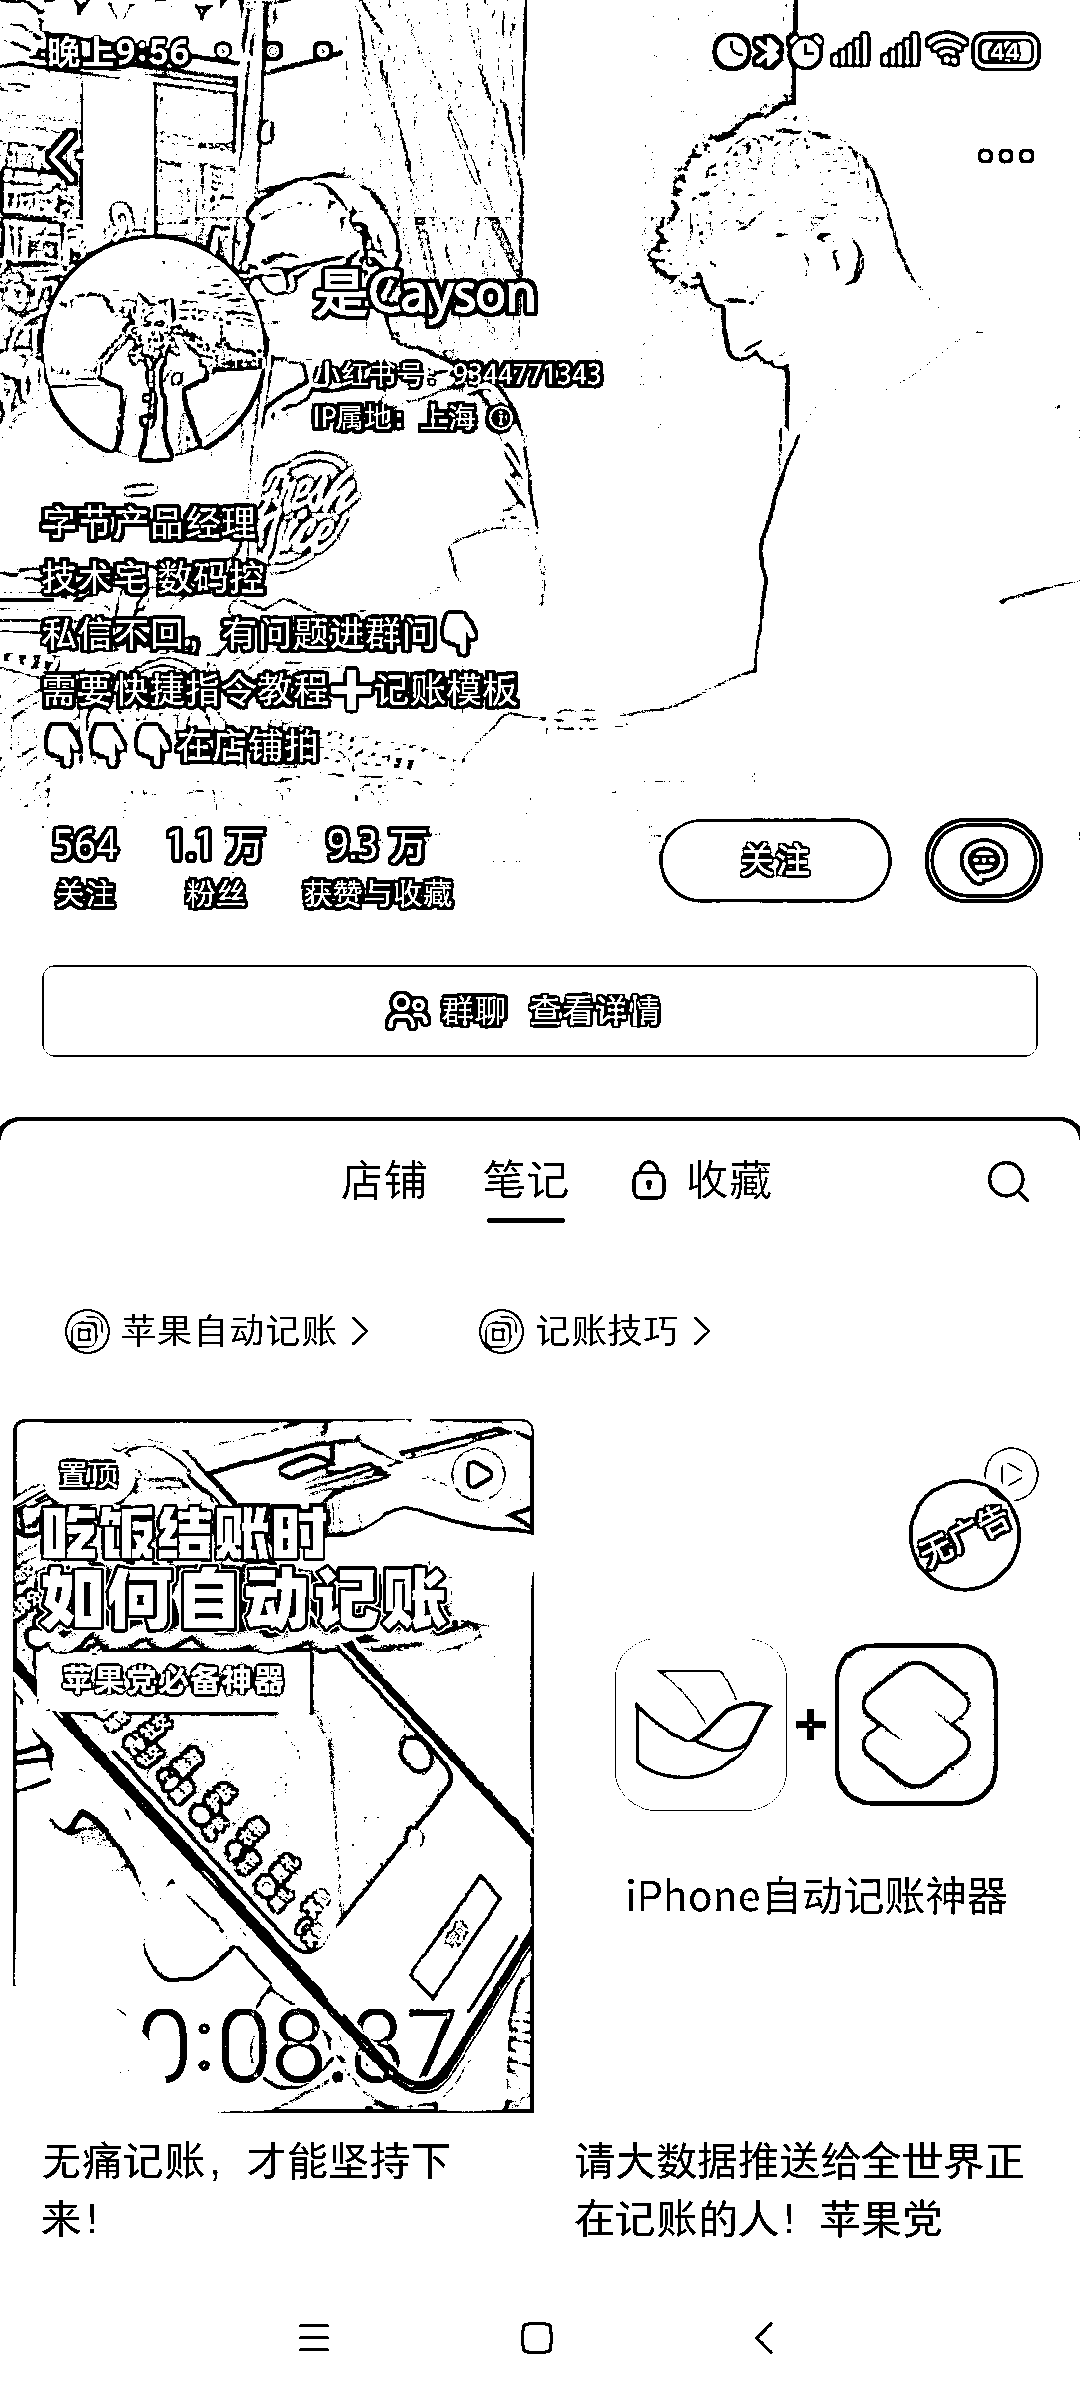 晚上9:56
44
是Cayson
小红书号：9344771343
IP属地：上海
fresh
juice
字节产品经理
技术宅 数码控
私信不回，有问题进群问👇
需要快捷指令教程➕记账模板
👇👇👇在店铺拍
564 1.1万 9.3万
关注 粉丝 获赞与收藏
关注
群聊 查看详情
店铺 笔记 收藏
苹果自动记账 > 记账技巧 >
置顶
吃饭结账时
如何自动记账
苹果党必备神器
0:08.37
无广告
+
iPhone自动记账神器
无痛记账，才能坚持下
来！
请大数据推送给全世界正
在记账的人！苹果党